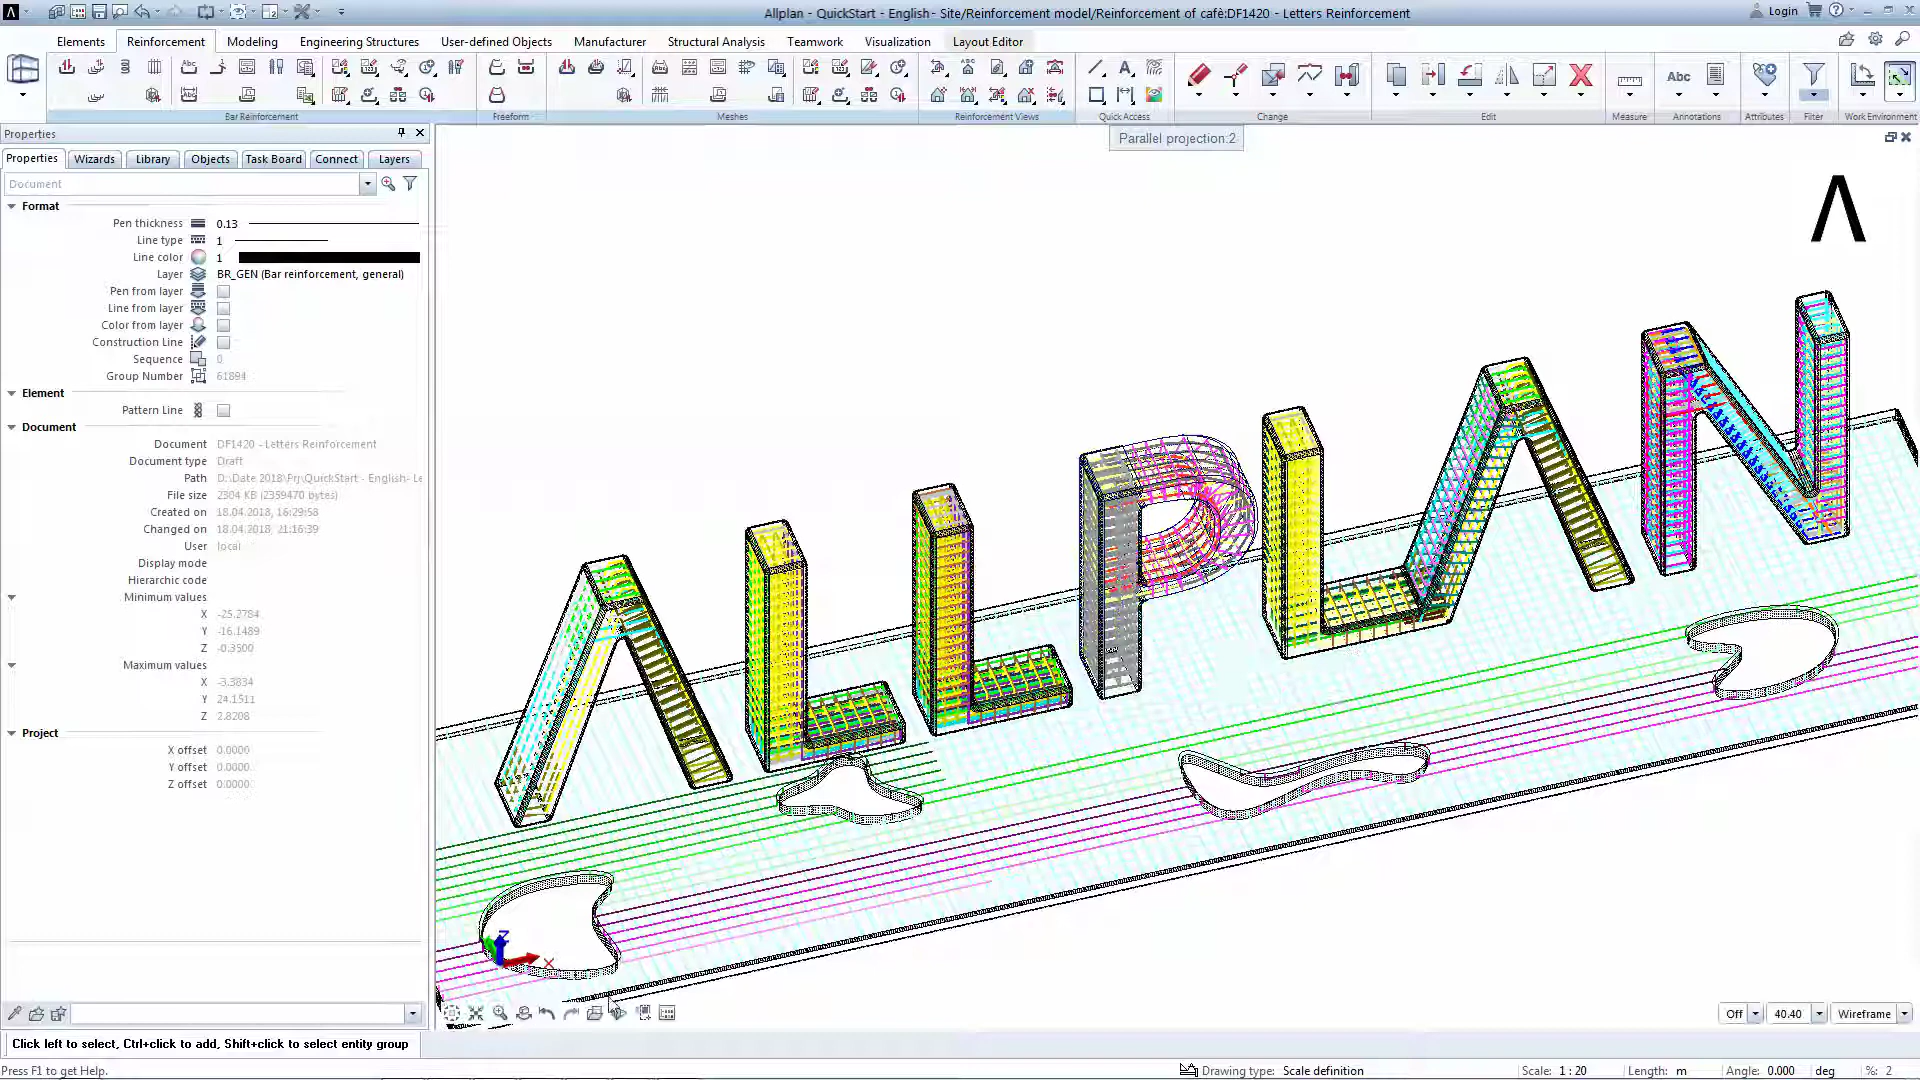 Allplan - QuickStart - English- Site/Reinforcement model/Reinforcement of cafè:DF1420 - Letters Reinforcement
Login
Elements Reinforcement Modeling Engineering Structures User-defined Objects Manufacturer Structural Analysis Teamwork Visualization Layout Editor
Abc
Bar Reinforcement Freeform Meshes Reinforcement Views Quick Access Change Edit Measure Annotations Attributes Filter Work Environment
Properties
Parallel projection:2
Properties Wizards Library Objects Task Board Connect Layers
Document
Format
Pen thickness 0.13
Line type 1
Line color 1
Layer BR_GEN (Bar reinforcement, general)
Pen from layer
Line from layer
Color from layer
Construction Line
Sequence 0
Group Number 61894
Element
Pattern Line
Document
Document DF1420 - Letters Reinforcement
Document type Draft
Path D:\Date 2018\Prj\QuickStart - English- Le
File size 2304 KB (2359470 bytes)
Created on 18.04.2018, 16:29:58
Changed on 18.04.2018, 21:16:39
User local
Display mode
Hierarchic code
Minimum values
X -25.2784
Y -16.1489
Z -0.3500
Maximum values
X -3.3834
Y 24.1511
Z 2.8208
Project
X offset 0.0000
Y offset 0.0000
Z offset 0.0000
ALLPLAN
Z
X
Off 40.40 Wireframe
Click left to select, Ctrl+click to add, Shift+click to select entity group
Press F1 to get Help.
Drawing type: Scale definition Scale: 1 : 20 Length: m Angle: 0.000 deg %: 2